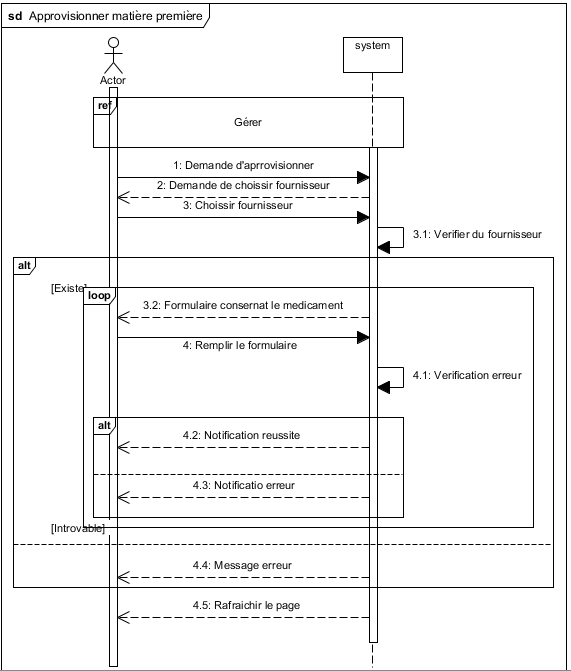 sd Approvisionner matière première
system
Actor
ref
Gérer
1: Demande d'aprrovisionner
2: Demande de choissir fournisseur
3: Choissir fournisseur
3.1: Verifier du fournisseur
alt
[Existe]
loop
3.2: Formulaire consernat le medicament
4: Remplir le formulaire
4.1: Verification erreur
alt
4.2: Notification reussite
4.3: Notificatio erreur
[Introvable]
4.4: Message erreur
4.5: Rafraichir le page